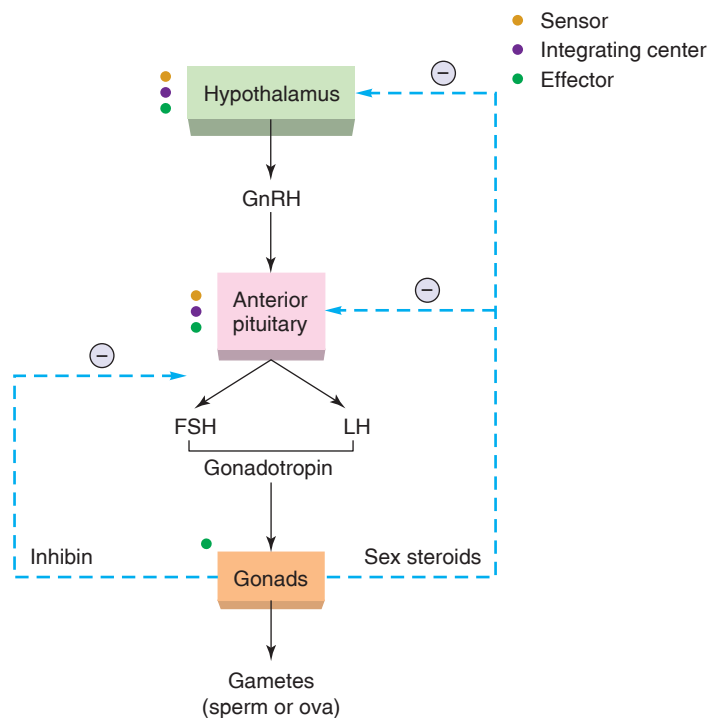 Sensor
Integrating center
Effector
−
Hypothalamus
GnRH
−
Anterior
pituitary
−
FSH LH
Gonadotropin
Inhibin Sex steroids
Gonads
Gametes
(sperm or ova)